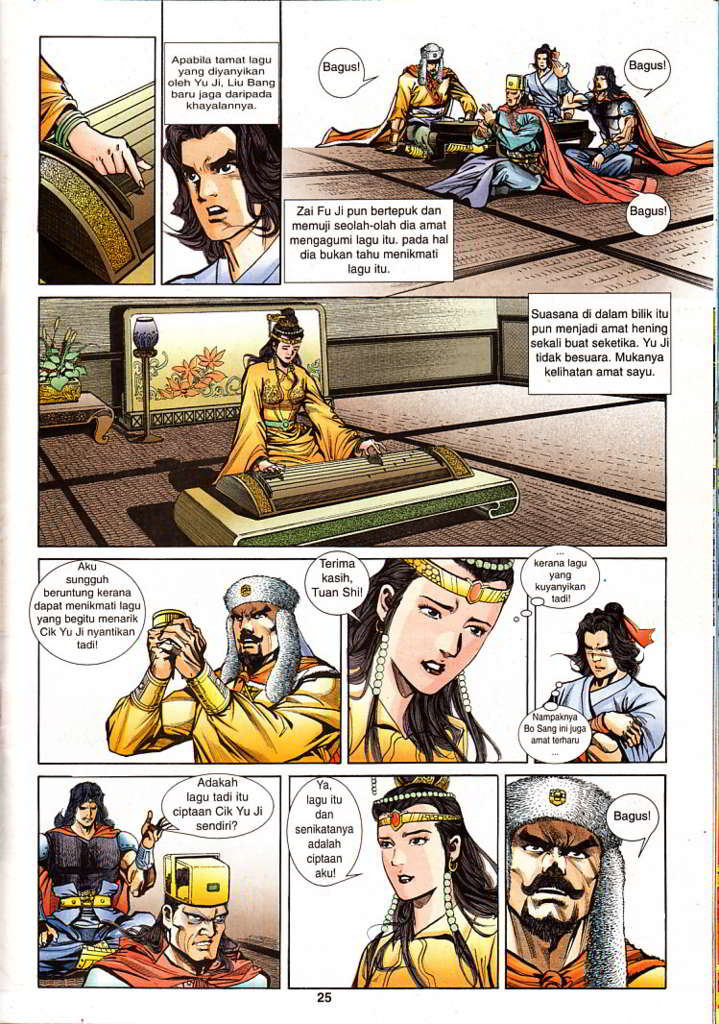 Apabila tamat lagu
yang diyanyikan
oleh Yu Ji, Liu Bang
baru jaga daripada
khayalannya.
Bagus!
Bagus!
Bagus!
Zai Fu Ji pun bertepuk dan
memuji seolah-olah dia amat
mengagumi lagu itu. pada hal
dia bukan tahu menikmati
lagu itu.
Suasana di dalam bilik itu
pun menjadi amat hening
sekali buat seketika. Yu Ji
tidak besuara. Mukanya
kelihatan amat sayu.
Aku
sungguh
beruntung kerana
dapat menikmati lagu
yang begitu menarik
Cik Yu Ji nyantikan
tadi!
Terima
kasih,
Tuan Shi!
Nampaknya
Bo Sang ini juga
amat terharu
...
...
kerana lagu
yang
kuyanyikan
tadi!
Adakah
lagu tadi itu
ciptaan Cik Yu Ji
sendiri?
Ya,
lagu itu
dan
senikatanya
adalah
ciptaan
aku!
Bagus!
25